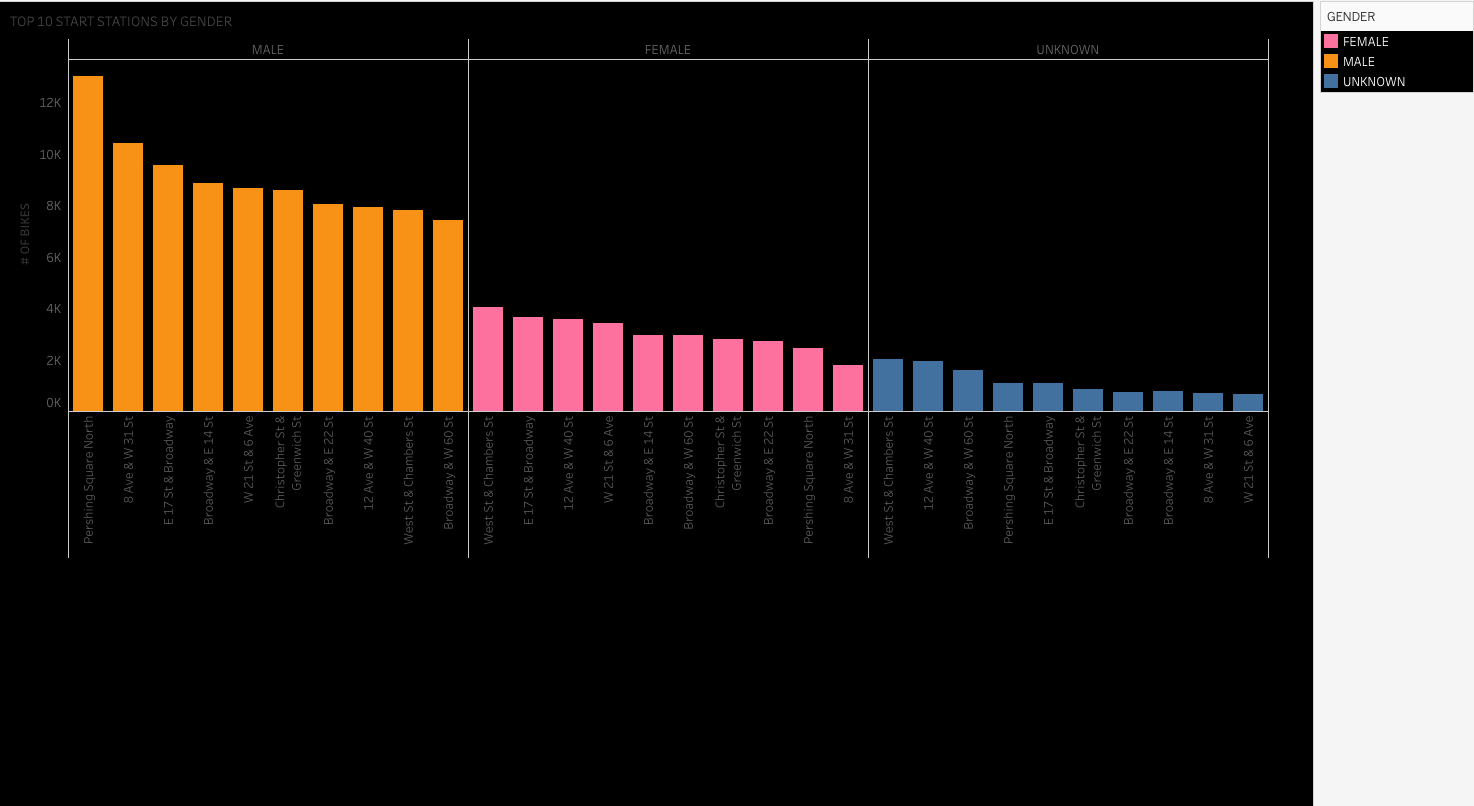 TOP 10 START STATIONS BY GENDER
MALE
FEMALE
UNKNOWN
# OF BIKES
12K
10K
8K
6K
4K
2K
0K
Pershing Square North
8 Ave & W 31 St
E 17 St & Broadway
Broadway & E 14 St
W 21 St & 6 Ave
Christopher St &
Greenwich St
Broadway & E 22 St
12 Ave & W 40 St
West St & Chambers St
Broadway & W 60 St
West St & Chambers St
E 17 St & Broadway
12 Ave & W 40 St
W 21 St & 6 Ave
Broadway & E 14 St
Broadway & W 60 St
Christopher St &
Greenwich St
Broadway & E 22 St
Pershing Square North
8 Ave & W 31 St
West St & Chambers St
12 Ave & W 40 St
Broadway & W 60 St
Pershing Square North
E 17 St & Broadway
Christopher St &
Greenwich St
Broadway & E 22 St
Broadway & E 14 St
8 Ave & W 31 St
W 21 St & 6 Ave
GENDER
FEMALE
MALE
UNKNOWN